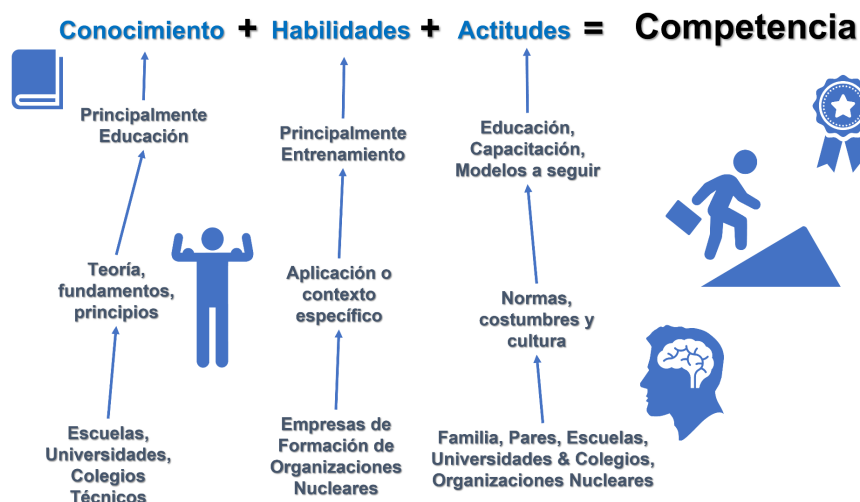 Conocimiento + Habilidades + Actitudes = Competencia
Principalmente
Educación
Principalmente
Entrenamiento
Educación,
Capacitación,
Modelos a seguir
Teoría,
fundamentos,
principios
Aplicación o
contexto
específico
Normas,
costumbres y
cultura
Escuelas,
Universidades,
Colegios
Técnicos
Empresas de
Formación de
Organizaciones
Nucleares
Familia, Pares, Escuelas,
Universidades & Colegios,
Organizaciones Nucleares